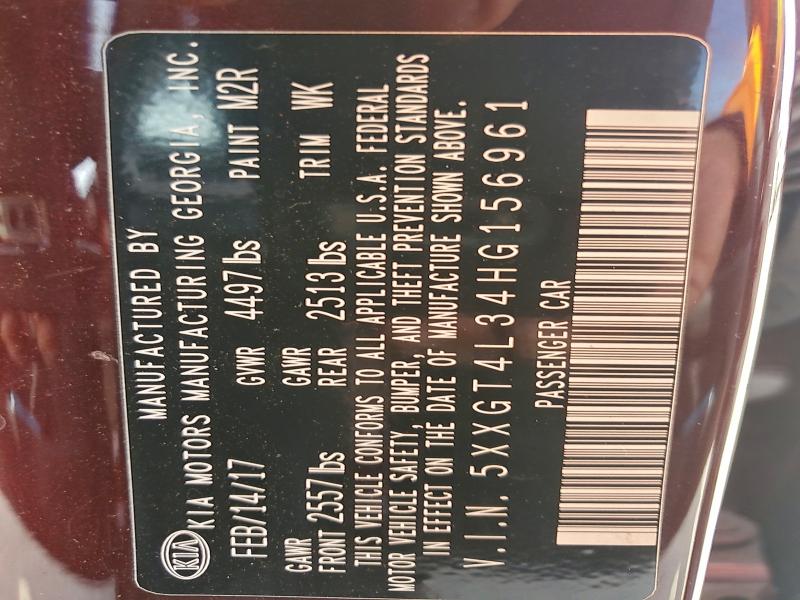 MANUFACTURED BY
KIA KIA MOTORS MANUFACTURING GEORGIA, INC.
FEB/14/17 GVWR 4497lbs PAINT M2R
GAWR GAWR
FRONT 2557lbs REAR 2513lbs TRIM WK
THIS VEHICLE CONFORMS TO ALL APPLICABLE U.S.A. FEDERAL
MOTOR VEHICLE SAFETY, BUMPER, AND THEFT PREVENTION STANDARDS
IN EFFECT ON THE DATE OF MANUFACTURE SHOWN ABOVE.
V.I.N. 5XXGT4L34HG156961
PASSENGER CAR